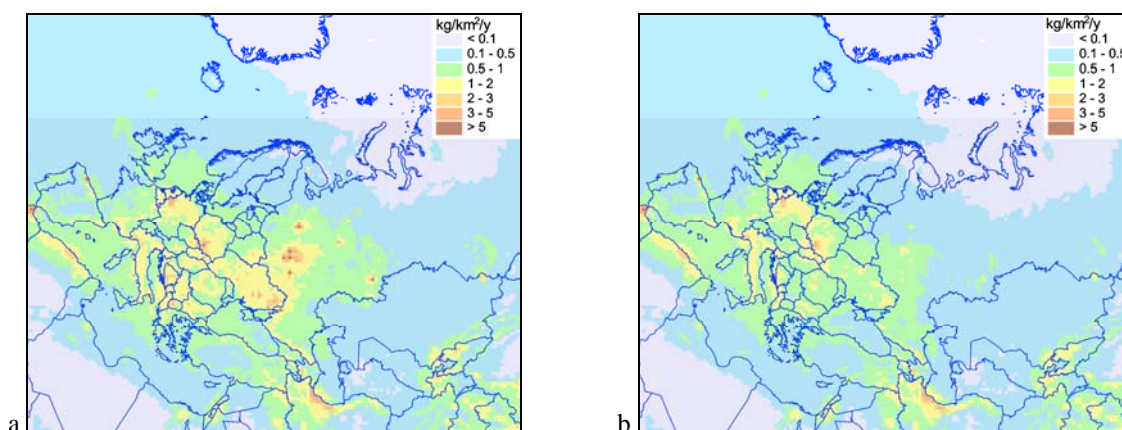 kg/km²/y
< 0.1
0.1 - 0.5
0.5 - 1
1 - 2
2 - 3
3 - 5
> 5
a
kg/km²/y
< 0.1
0.1 - 0.5
0.5 - 1
1 - 2
2 - 3
3 - 5
> 5
b